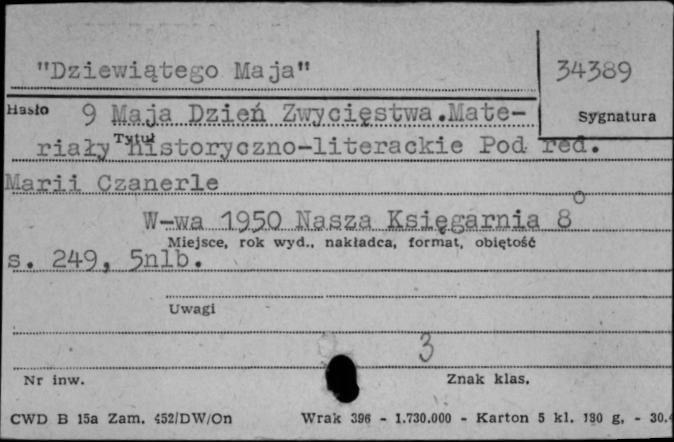 "Dziewiątego Maja"
34389
Hasło
9 Maja Dzień Zwycięstwa.Mate-
Sygnatura
riały historyczno-literackie Pod red.
Tytuł
Marii Czanerle
W-wa 1950 Nasza Księgarnia 8°
Miejsce, rok wyd., nakładca, format, objętość
s. 249, 5nlb.
Uwagi
3
Nr inw.
Znak klas.
CWD B 15a Zam. 452/DW/On
Wrak 396 - 1.730.000 - Karton 5 kl. 180 g. - 30.